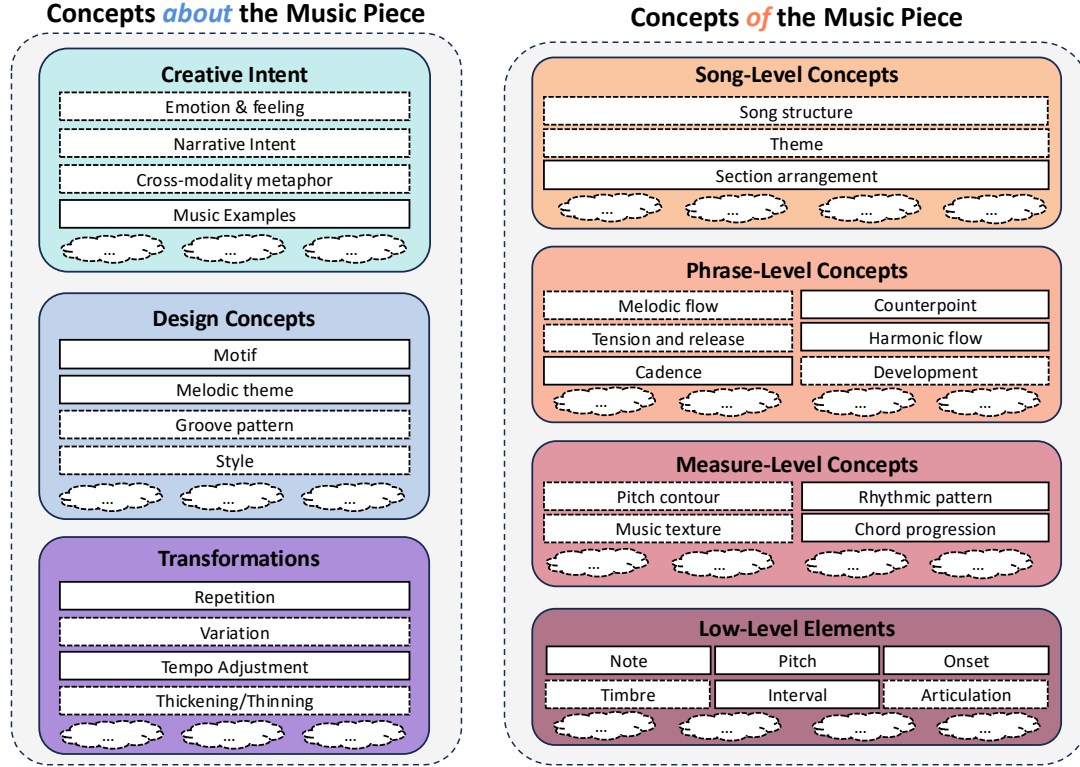 Concepts about the Music Piece
Creative Intent
Emotion & feeling
Narrative Intent
Cross-modality metaphor
Music Examples
... ... ...
Design Concepts
Motif
Melodic theme
Groove pattern
Style
... ... ...
Transformations
Repetition
Variation
Tempo Adjustment
Thickening/Thinning
... ... ...
Concepts of the Music Piece
Song-Level Concepts
Song structure
Theme
Section arrangement
... ... ... ...
Phrase-Level Concepts
Melodic flow Counterpoint
Tension and release Harmonic flow
Cadence Development
... ... ... ...
Measure-Level Concepts
Pitch contour Rhythmic pattern
Music texture Chord progression
... ... ... ...
Low-Level Elements
Note Pitch Onset
Timbre Interval Articulation
... ... ... ...